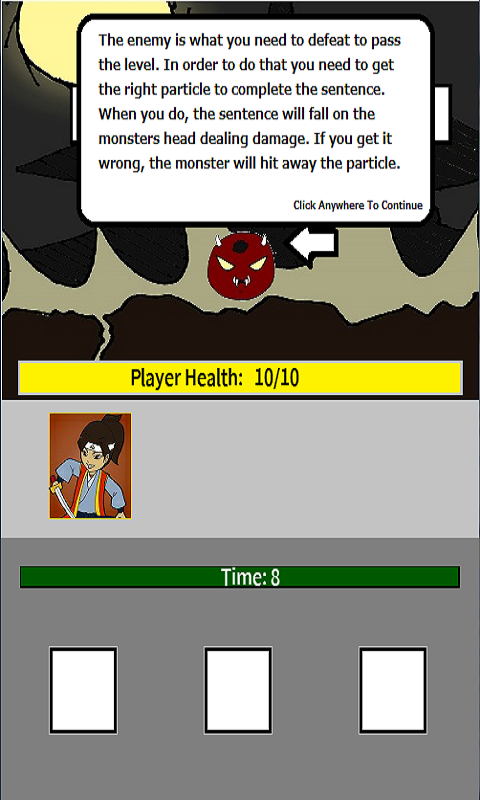 The enemy is what you need to defeat to pass
the level. In order to do that you need to get
the right particle to complete the sentence.
When you do, the sentence will fall on the
monsters head dealing damage. If you get it
wrong, the monster will hit away the particle.
Click Anywhere To Continue
Player Health: 10/10
Time: 8